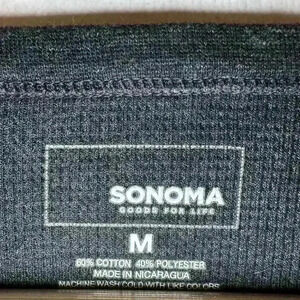 SONOMA
GOODS FOR LIFE
M
60% COTTON 40% POLYESTER
MADE IN NICARAGUA
MACHINE WASH COLD WITH LIKE COLORS